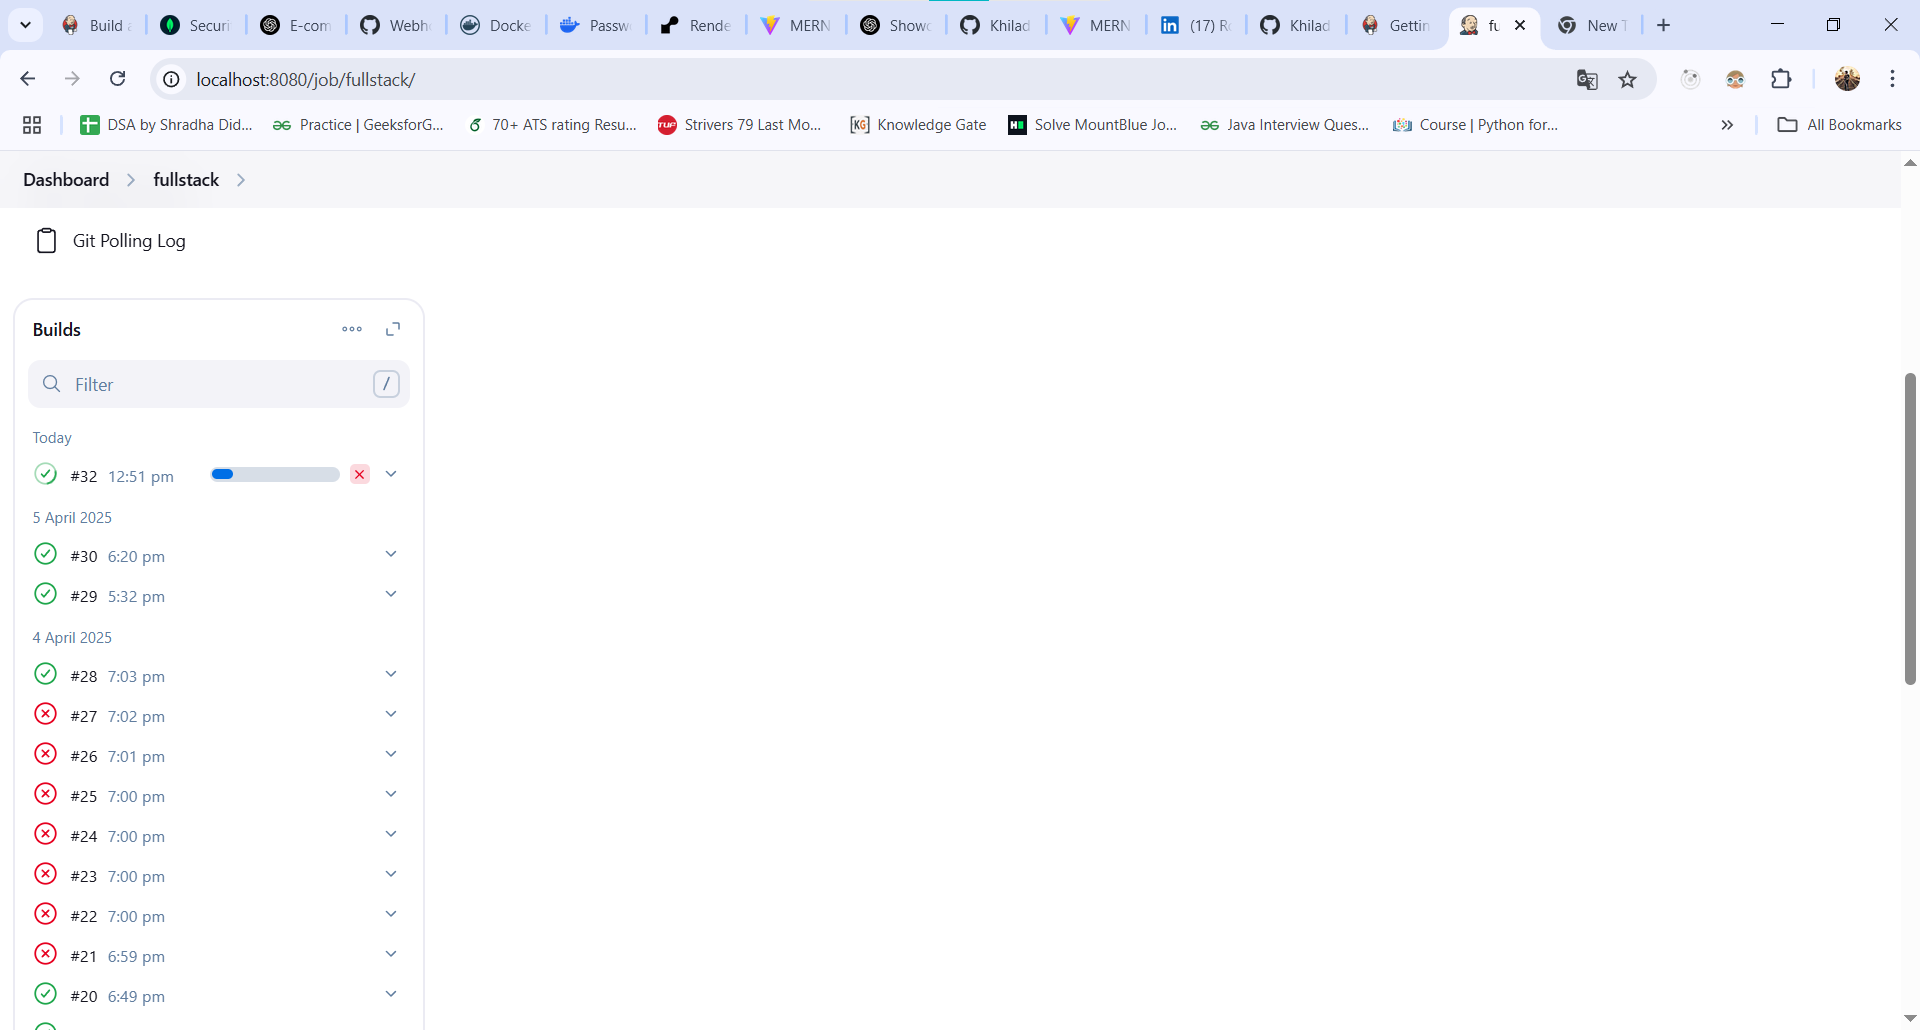 Build a
Securi
E-com
Webh
Docke
Passw
Rende
MERN
Showc
Khilad
MERN
(17) R
Khilad
Gettin
fu
New T
localhost:8080/job/fullstack/
DSA by Shradha Did...
Practice | GeeksforG...
70+ ATS rating Resu...
Strivers 79 Last Mo...
Knowledge Gate
Solve MountBlue Jo...
Java Interview Ques...
Course | Python for...
All Bookmarks
Dashboard
fullstack
Git Polling Log
Builds
Filter /
Today
#32 12:51 pm
5 April 2025
#30 6:20 pm
#29 5:32 pm
4 April 2025
#28 7:03 pm
#27 7:02 pm
#26 7:01 pm
#25 7:00 pm
#24 7:00 pm
#23 7:00 pm
#22 7:00 pm
#21 6:59 pm
#20 6:49 pm